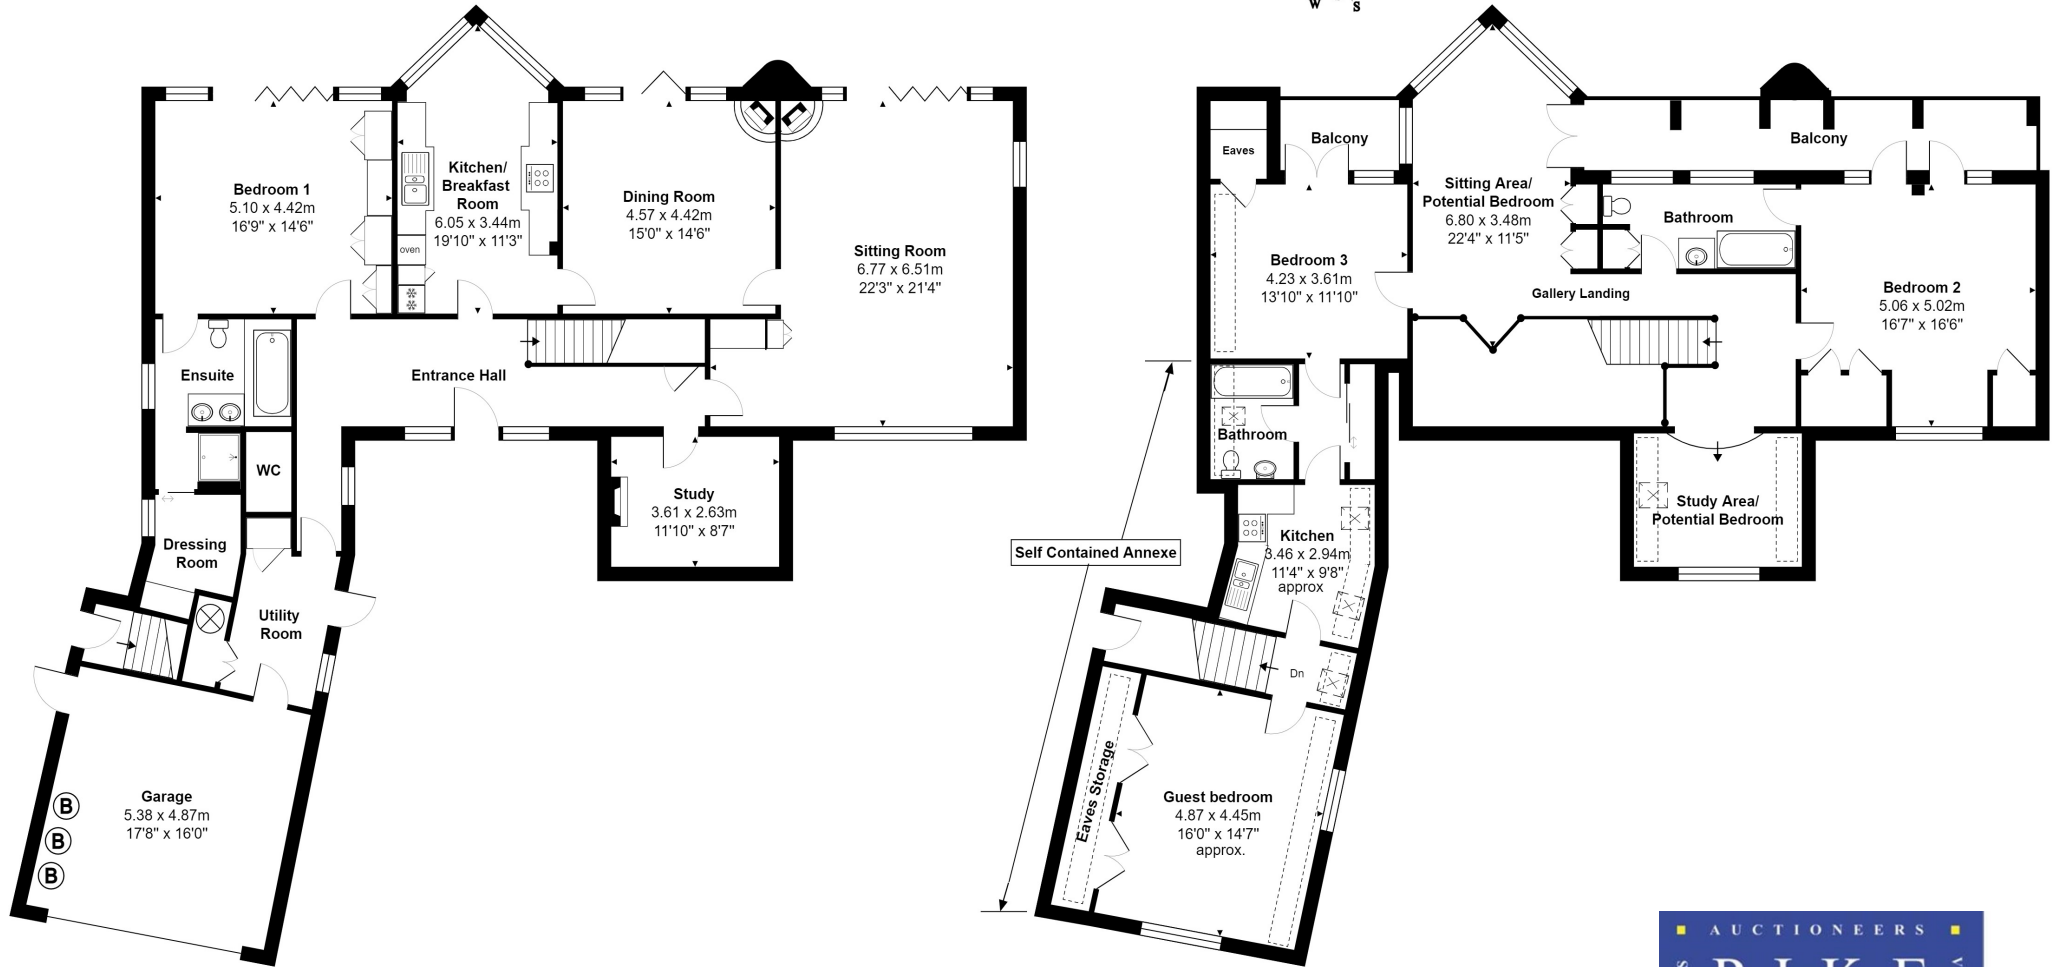 W S
Bedroom 1
5.10 x 4.42m
16'9" x 14'6"
Kitchen/
Breakfast
Room
6.05 x 3.44m
19'10" x 11'3"
oven
Dining Room
4.57 x 4.42m
15'0" x 14'6"
Sitting Room
6.77 x 6.51m
22'3" x 21'4"
Ensuite
Entrance Hall
WC
Study
3.61 x 2.63m
11'10" x 8'7"
Dressing
Room
Utility
Room
Garage
5.38 x 4.87m
17'8" x 16'0"
B
B
B
Eaves
Balcony
Sitting Area/
Potential Bedroom
6.80 x 3.48m
22'4" x 11'5"
Balcony
Bathroom
Bedroom 3
4.23 x 3.61m
13'10" x 11'10"
Gallery Landing
Bedroom 2
5.06 x 5.02m
16'7" x 16'6"
Bathroom
Study Area/
Potential Bedroom
Self Contained Annexe
Kitchen
3.46 x 2.94m
11'4" x 9'8"
approx
Dn
Eaves Storage
Guest bedroom
4.87 x 4.45m
16'0" x 14'7"
approx.
AUCTIONEERS